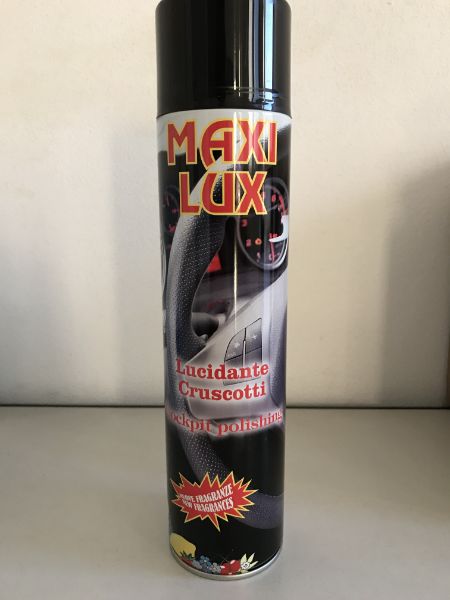 MAXI
LUX
Lucidante
Cruscotti
cockpit polishing
NUOVE FRAGRANZE
NEW FRAGRANCES